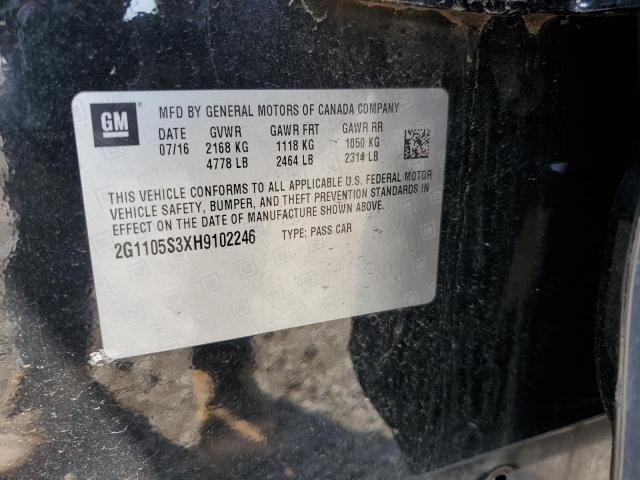 GM
MFD BY GENERAL MOTORS OF CANADA COMPANY
DATE GVWR GAWR FRT GAWR RR
07/16 2168 KG 1118 KG 1050 KG
4778 LB 2464 LB 2314 LB
THIS VEHICLE CONFORMS TO ALL APPLICABLE U.S. FEDERAL MOTOR
VEHICLE SAFETY, BUMPER, AND THEFT PREVENTION STANDARDS IN
EFFECT ON THE DATE OF MANUFACTURE SHOWN ABOVE.
2G1105S3XH9102246 TYPE: PASS CAR